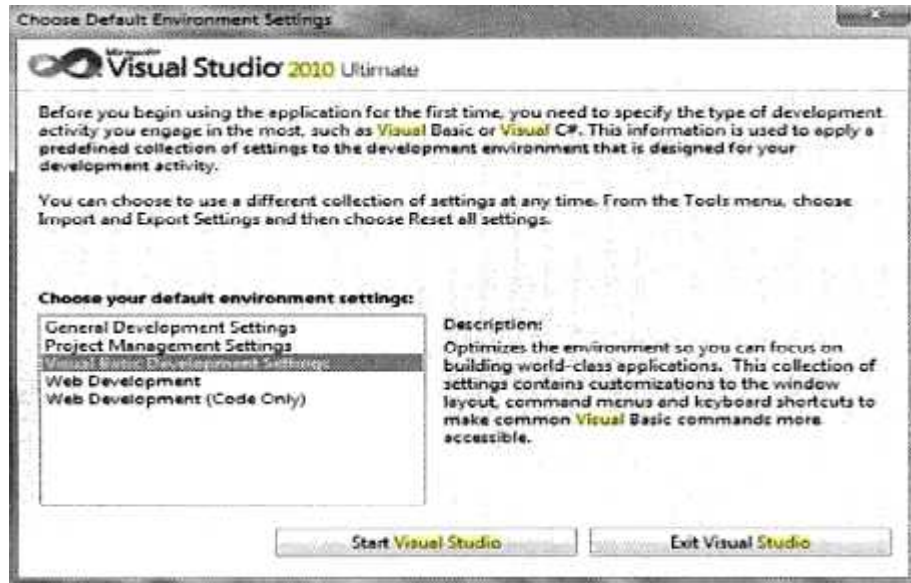 Choose Default Environment Settings
Microsoft
Visual Studio 2010 Ultimate
Before you begin using the application for the first time, you need to specify the type of development
activity you engage in the most, such as Visual Basic or Visual C#. This information is used to apply a
predefined collection of settings to the development environment that is designed for your
development activity.
You can choose to use a different collection of settings at any time. From the Tools menu, choose
Import and Export Settings and then choose Reset all settings.
Choose your default environment settings:
General Development Settings
Project Management Settings
Visual Basic Development Settings
Web Development
Web Development (Code Only)
Description:
Optimizes the environment so you can focus on
building world-class applications. This collection of
settings contains customizations to the window
layout, command menus and keyboard shortcuts to
make common Visual Basic commands more
accessible.
Start Visual Studio
Exit Visual Studio